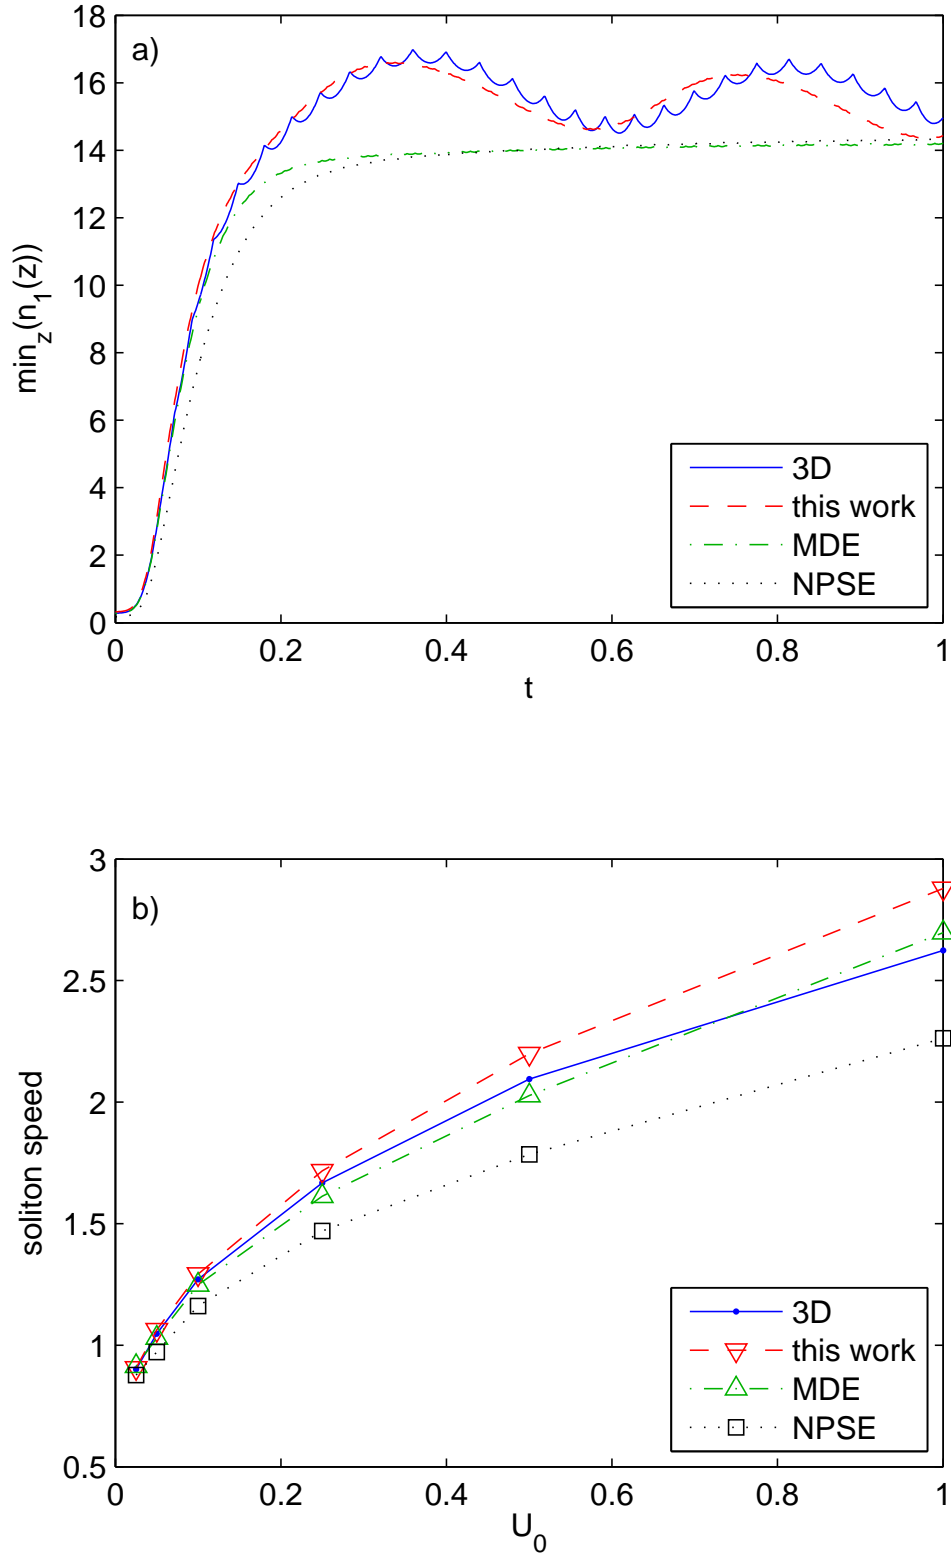 18
a)
16
14
12
10
8
6
4
2
0
min_z(n_1(z))
0 0.2 0.4 0.6 0.8 1
t
3D
this work
MDE
NPSE
3
b)
2.5
2
1.5
1
0.5
soliton speed
0 0.2 0.4 0.6 0.8 1
U_0
3D
this work
MDE
NPSE